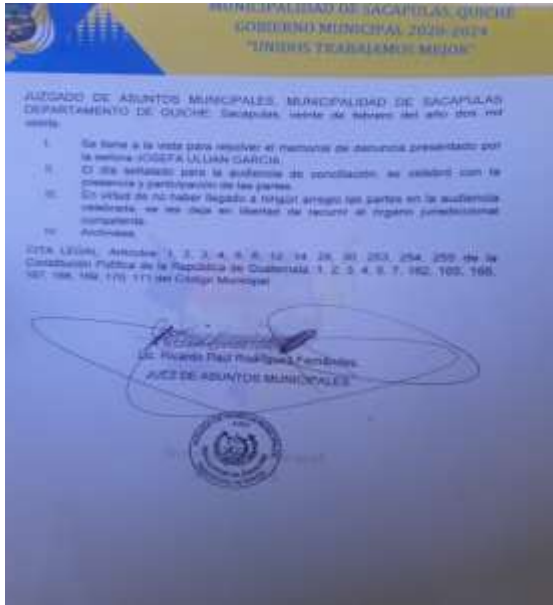 MUNICIPALIDAD DE SACAPULAS, QUICHE
GOBIERNO MUNICIPAL 2020-2024
"UNIDOS TRABAJAMOS MEJOR"
JUZGADO DE ASUNTOS MUNICIPALES, MUNICIPALIDAD DE SACAPULAS
DEPARTAMENTO DE QUICHE. Sacapulas, veinte de febrero del año dos mil
veinte.
I. Se tiene a la vista para resolver el memorial de denuncia presentado por
la señora JOSEFA ULUAN GARCIA.
II. El día señalado para la audiencia de conciliación, se celebró con la
presencia y participación de las partes.
III. En virtud de no haber llegado a ningún arreglo las partes en la audiencia
celebrada, se les deja en libertad de recurrir al órgano jurisdiccional
competente.
IV. Archívese.
CITA LEGAL. Artículos 1, 2, 3, 4, 5, 12, 14, 28, 30, 253, 254, 255 de la
Constitución Política de la República de Guatemala. 1, 2, 3, 4, 5, 7, 162, 165, 166,
167, 168, 169, 170, 171 del Código Municipal
Lic. Ricardo Raúl Rodríguez Fernández
JUEZ DE ASUNTOS MUNICIPALES